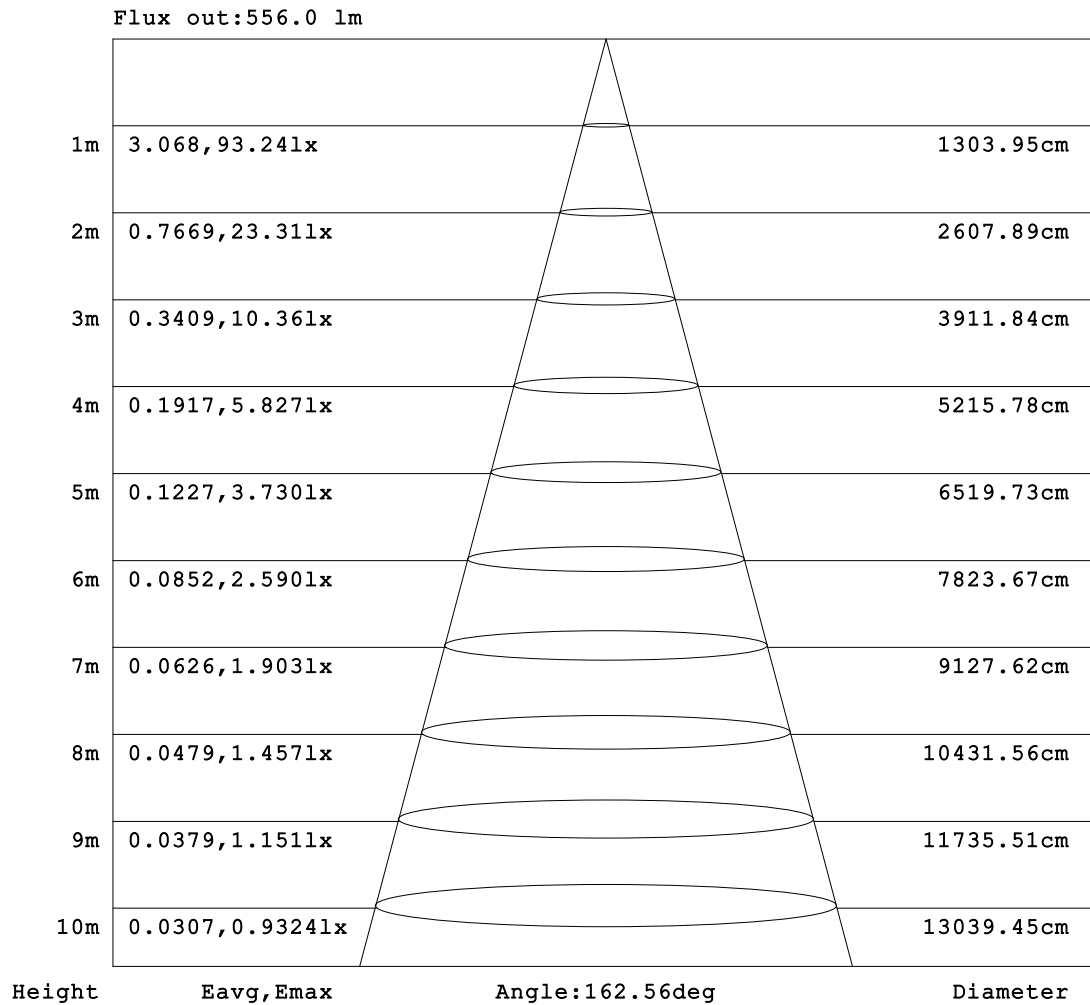 Flux out:556.0 lm
1m 3.068,93.24lx 1303.95cm
2m 0.7669,23.31lx 2607.89cm
3m 0.3409,10.36lx 3911.84cm
4m 0.1917,5.827lx 5215.78cm
5m 0.1227,3.730lx 6519.73cm
6m 0.0852,2.590lx 7823.67cm
7m 0.0626,1.903lx 9127.62cm
8m 0.0479,1.457lx 10431.56cm
9m 0.0379,1.151lx 11735.51cm
10m 0.0307,0.9324lx 13039.45cm
Height Eavg,Emax Angle:162.56deg Diameter